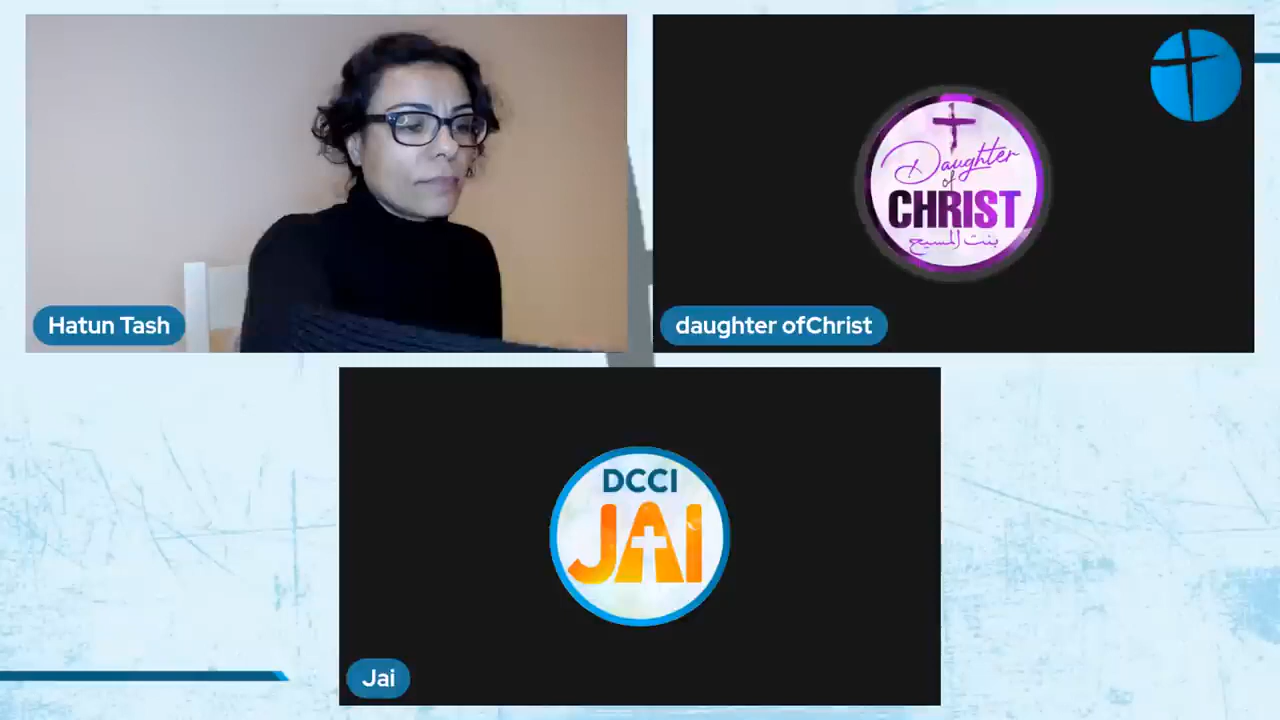 Hatun Tash
Daughter
of
CHRIST
بنت المسيح
daughter ofChrist
DCCI
JAI
Jai